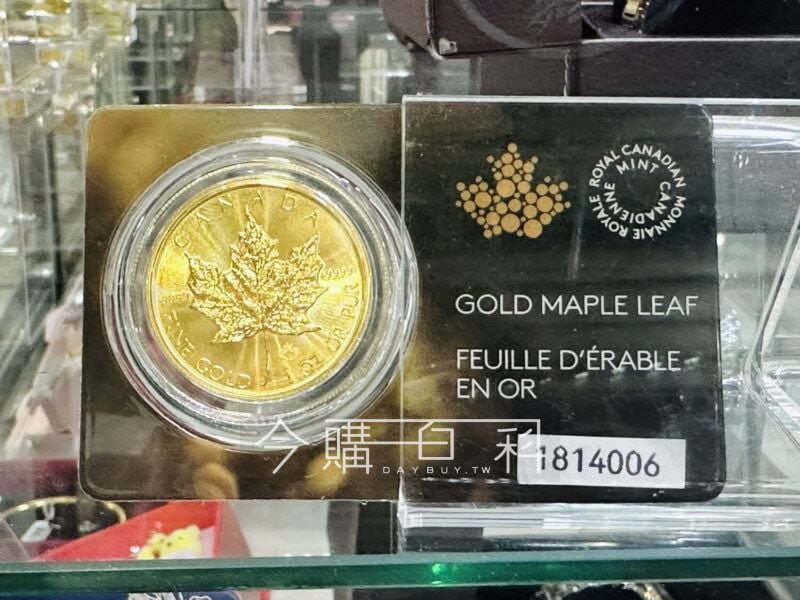 CANADA
9999
9999
FINE GOLD 1 OZ OR PUR
ROYAL CANADIAN MINT
MONNAIE ROYALE CANADIENNE
GOLD MAPLE LEAF
FEUILLE D'ÉRABLE
EN OR
1814006
今購百科
DAYBUY.TW